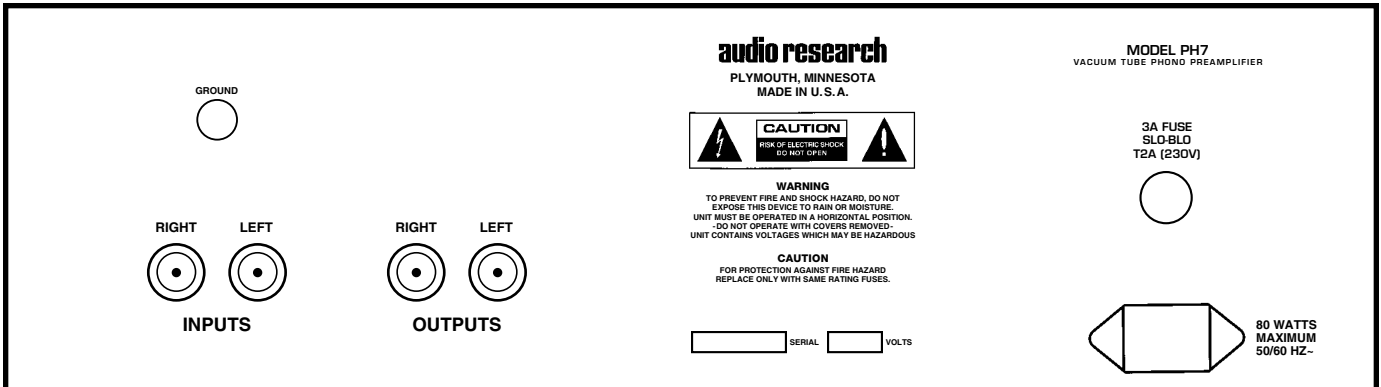 GROUND
RIGHT LEFT
INPUTS
RIGHT LEFT
OUTPUTS
audio research
PLYMOUTH, MINNESOTA
MADE IN U.S.A.
CAUTION
RISK OF ELECTRIC SHOCK
DO NOT OPEN
WARNING
TO PREVENT FIRE AND SHOCK HAZARD, DO NOT
EXPOSE THIS DEVICE TO RAIN OR MOISTURE.
UNIT MUST BE OPERATED IN A HORIZONTAL POSITION.
-DO NOT OPERATE WITH COVERS REMOVED-
UNIT CONTAINS VOLTAGES WHICH MAY BE HAZARDOUS
CAUTION
FOR PROTECTION AGAINST FIRE HAZARD
REPLACE ONLY WITH SAME RATING FUSES.
SERIAL VOLTS
MODEL PH7
VACUUM TUBE PHONO PREAMPLIFIER
3A FUSE
SLO-BLO
T2A (230V)
80 WATTS
MAXIMUM
50/60 HZ~